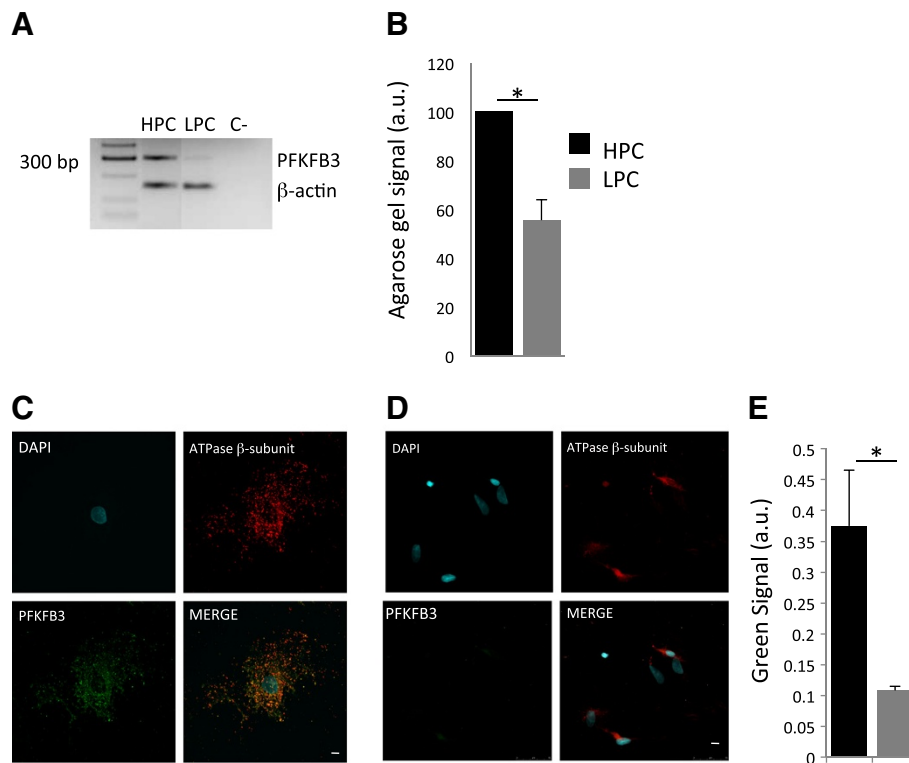 A
HPC LPC C-
300 bp
PFKFB3
β-actin
B
Agarose gel signal (a.u.)
120
100
80
60
40
20
0
*
HPC
LPC
C
DAPI
ATPase β-subunit
PFKFB3
MERGE
D
DAPI
ATPase β-subunit
PFKFB3
MERGE
E
Green Signal (a.u.)
0.5
0.45
0.4
0.35
0.3
0.25
0.2
0.15
0.1
0.05
0
*